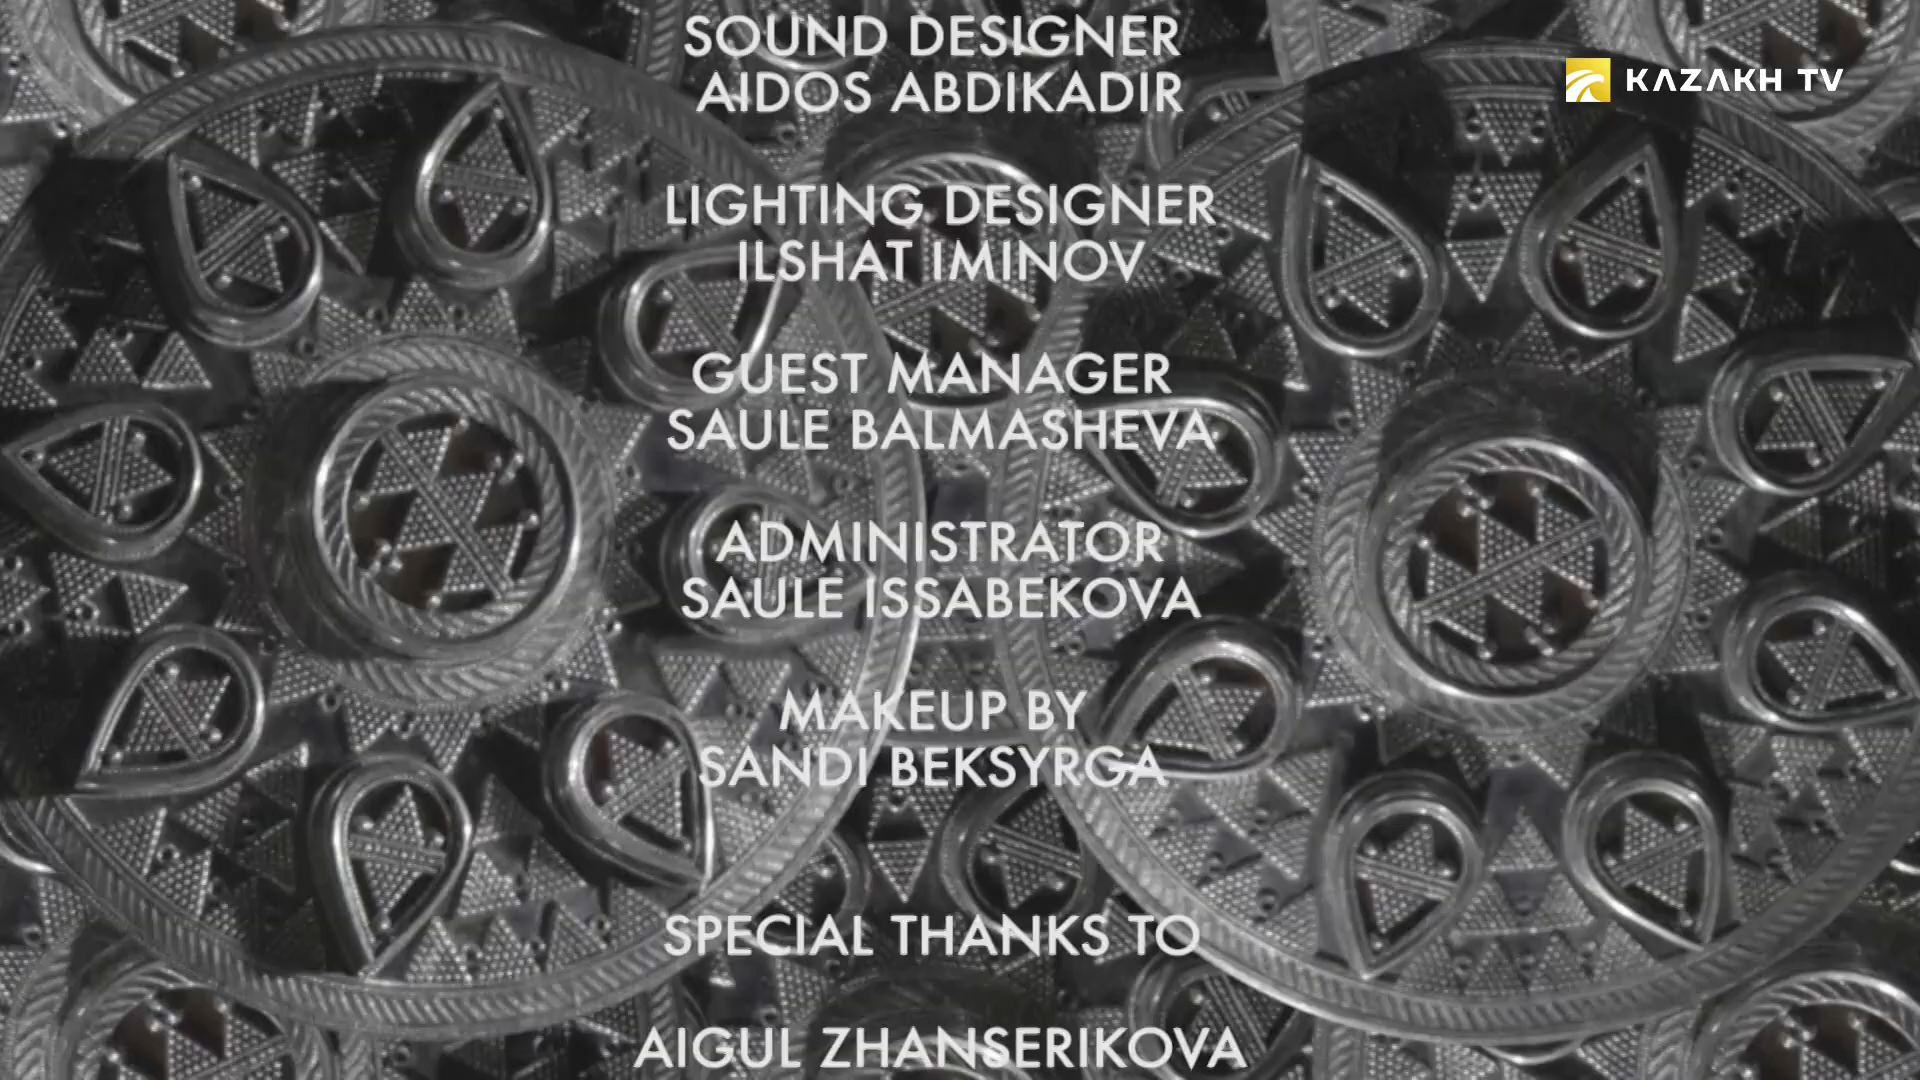 SOUND DESIGNER
AIDOS ABDIKADIR
KAZAKH TV
LIGHTING DESIGNER
ILSHAT IMINOV
GUEST MANAGER
SAULE BALMASHEVA
ADMINISTRATOR
SAULE ISSABEKOVA
MAKEUP BY
SANDI BEKSYRGA
SPECIAL THANKS TO
AIGUL ZHANSERIKOVA